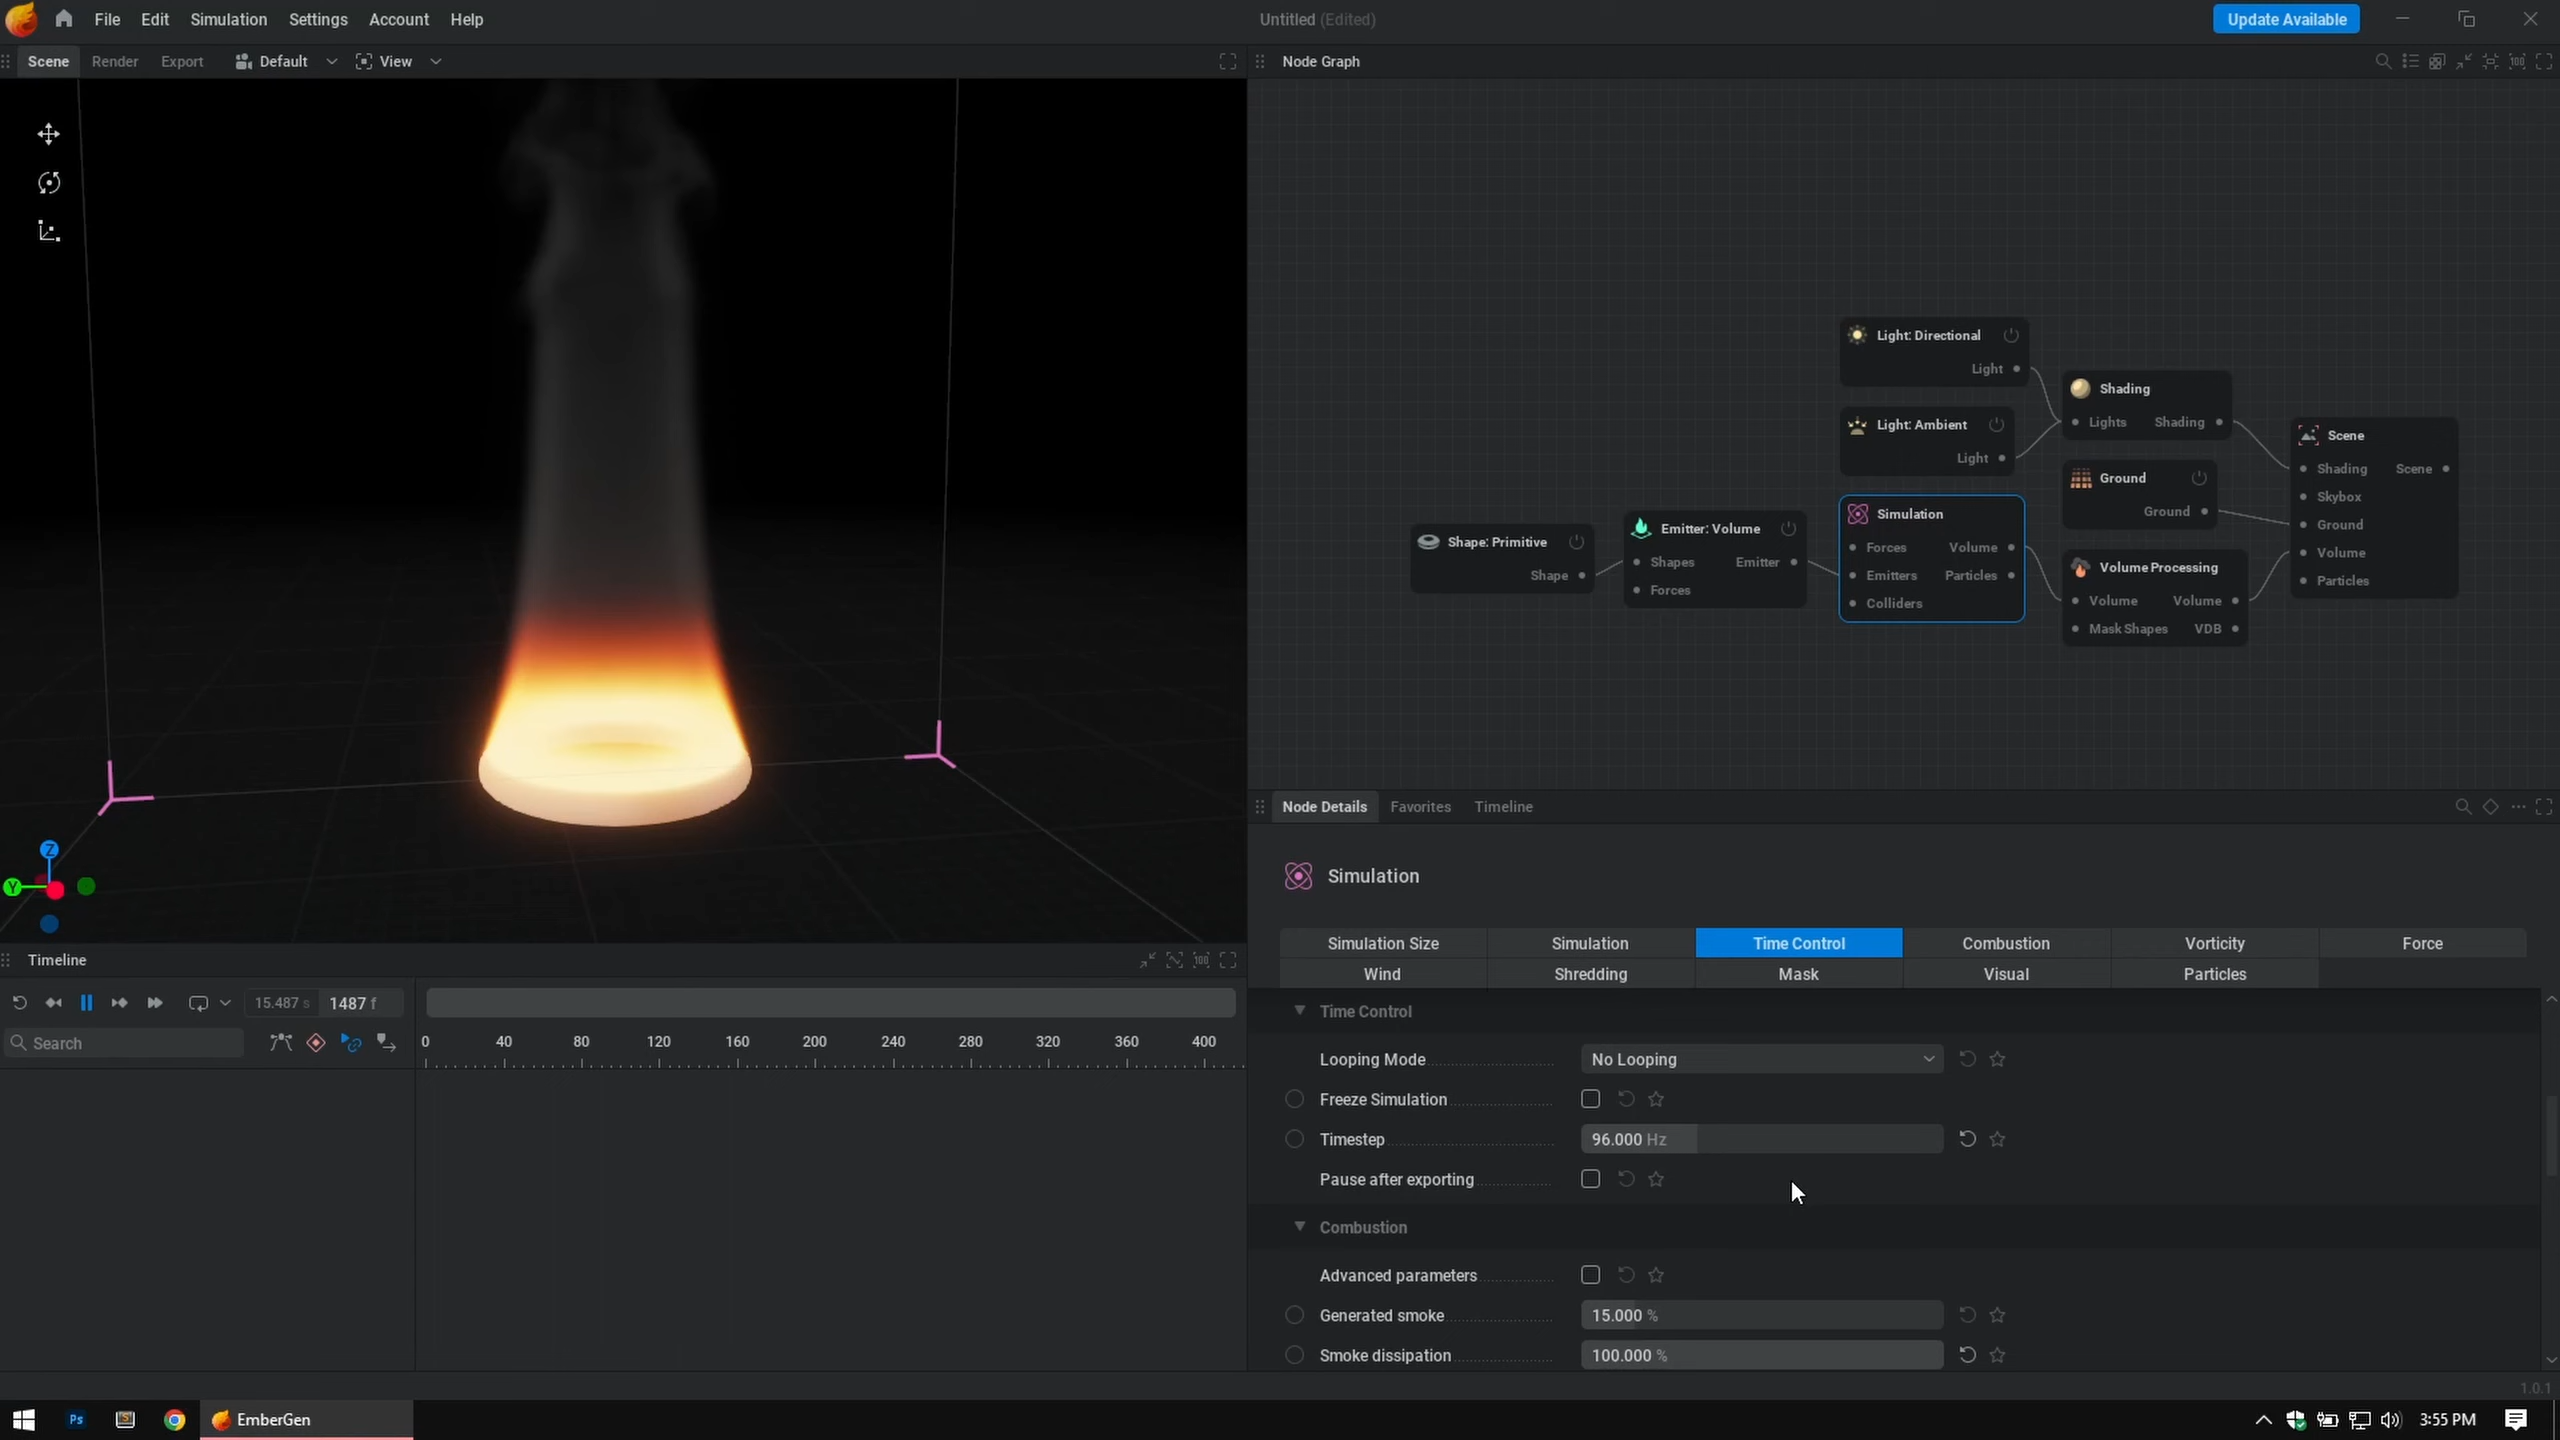 File Edit Simulation Settings Account Help
Untitled (Edited)
Update Available
Scene Render Export Default View
Node Graph
Light: Directional
Light
Light: Ambient
Light
Shading
Lights Shading
Ground
Ground
Scene
Shading Scene
Skybox
Ground
Volume
Particles
Shape: Primitive
Shape
Emitter: Volume
Shapes Emitter
Forces
Simulation
Forces Volume
Emitters Particles
Colliders
Volume Processing
Volume Volume
Mask Shapes VDB
Z
Y
Node Details Favorites Timeline
Simulation
Simulation Size Simulation Time Control Combustion Vorticity Force
Wind Shredding Mask Visual Particles
Time Control
Looping Mode No Looping
Freeze Simulation
Timestep 96.000 Hz
Pause after exporting
Combustion
Advanced parameters
Generated smoke 15.000 %
Smoke dissipation 100.000 %
Timeline
100
15.487 s 1487 f
Search
0 40 80 120 160 200 240 280 320 360 400
1.0.1
Ps
EmberGen
3:55 PM